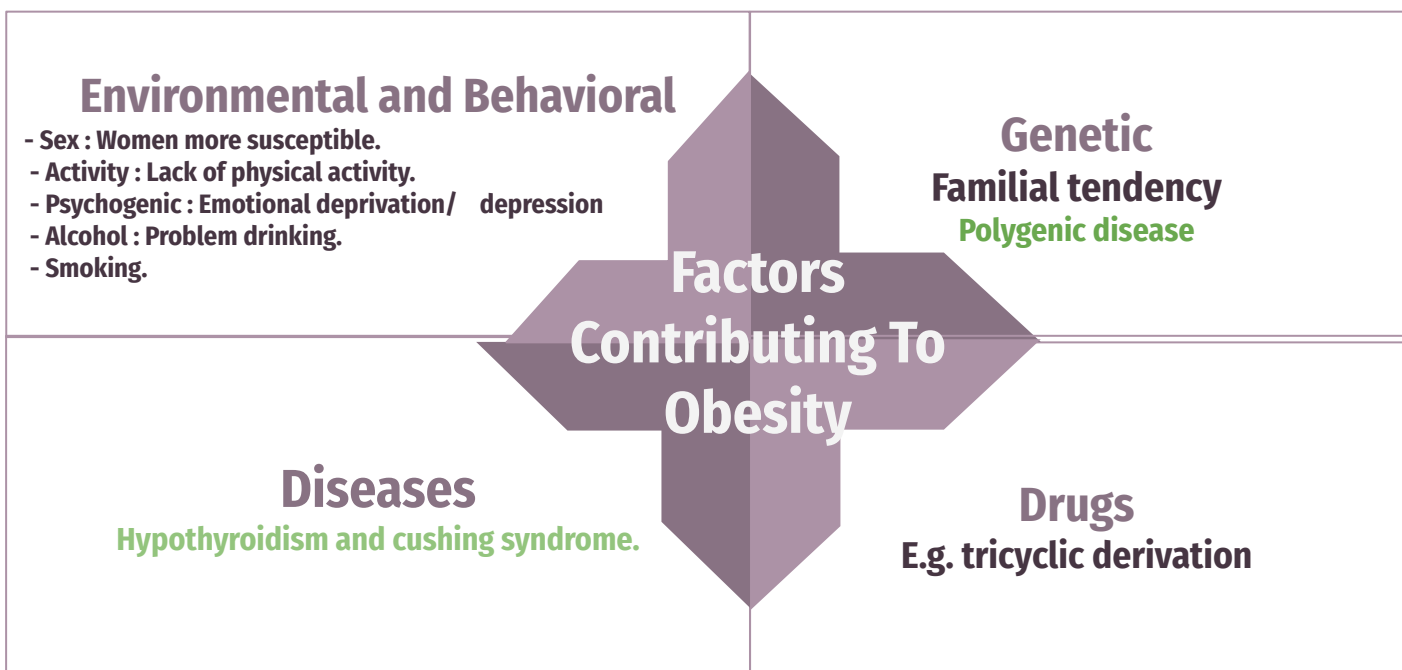 Environmental and Behavioral
- Sex : Women more susceptible.
- Activity : Lack of physical activity.
- Psychogenic : Emotional deprivation/ depression
- Alcohol : Problem drinking.
- Smoking.
Genetic
Familial tendency
Polygenic disease
Factors
Contributing To
Obesity
Diseases
Hypothyroidism and cushing syndrome.
Drugs
E.g. tricyclic derivation